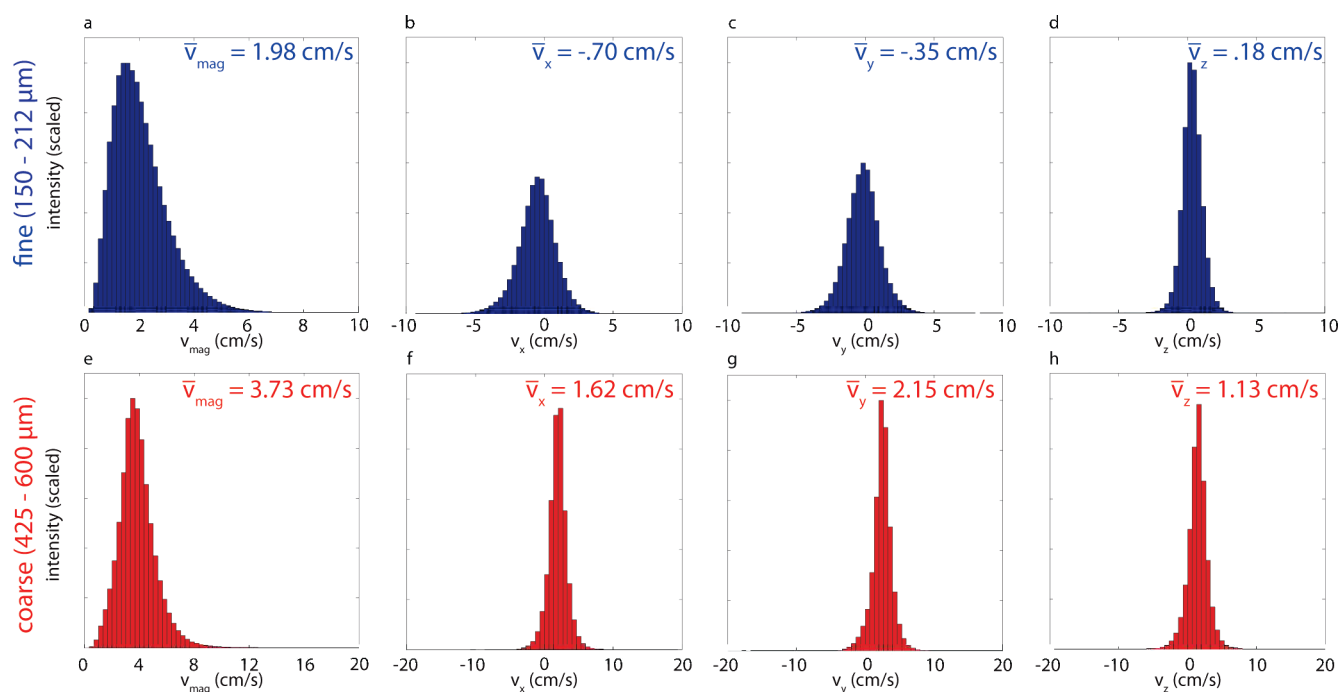 a
b
c
d
v̅mag = 1.98 cm/s
v̅x = -.70 cm/s
v̅y = -.35 cm/s
v̅z = .18 cm/s
fine (150 - 212 µm)
intensity (scaled)
0 2 4 6 8 10
-10 -5 0 5 10
-10 -5 0 5 10
-10 -5 0 5 10
vmag (cm/s)
vx (cm/s)
vy (cm/s)
vz (cm/s)
e
f
g
h
v̅mag = 3.73 cm/s
v̅x = 1.62 cm/s
v̅y = 2.15 cm/s
v̅z = 1.13 cm/s
coarse (425 - 600 µm)
intensity (scaled)
0 4 8 12 16 20
-20 -10 0 10 20
-20 -10 0 10 20
-20 -10 0 10 20
vmag (cm/s)
vx (cm/s)
vy (cm/s)
vz (cm/s)